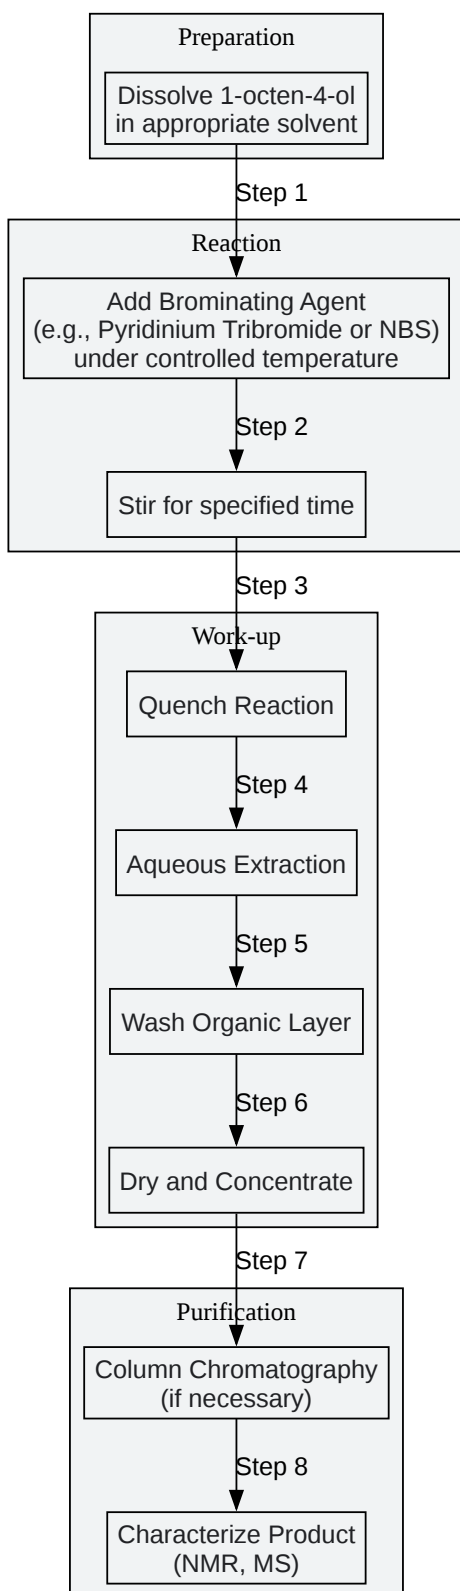 Preparation
Dissolve 1-octen-4-ol
in appropriate solvent
Step 1
Reaction
Add Brominating Agent
(e.g., Pyridinium Tribromide or NBS)
under controlled temperature
Step 2
Stir for specified time
Step 3
Work-up
Quench Reaction
Step 4
Aqueous Extraction
Step 5
Wash Organic Layer
Step 6
Dry and Concentrate
Step 7
Purification
Column Chromatography
(if necessary)
Step 8
Characterize Product
(NMR, MS)